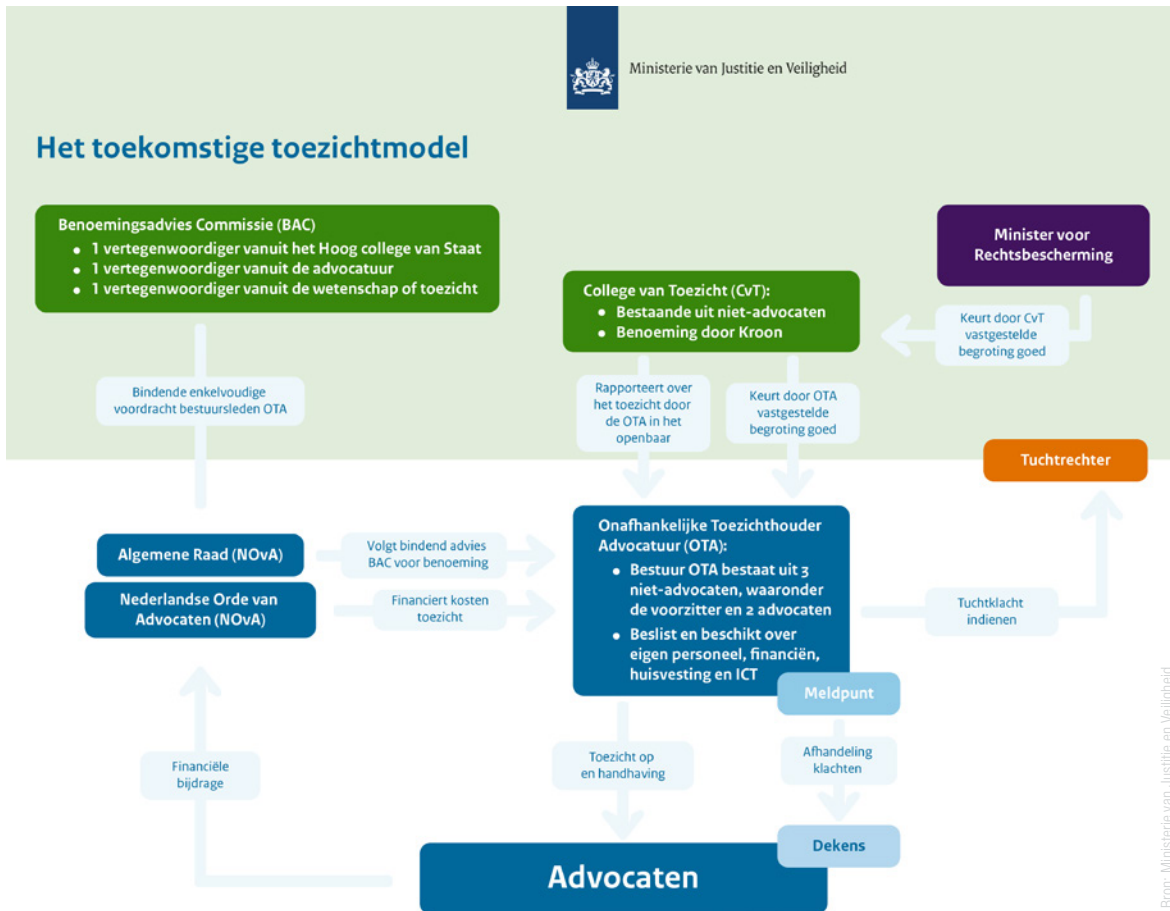 Ministerie van Justitie en Veiligheid
Het toekomstige toezichtmodel
Benoemingsadvies Commissie (BAC)
• 1 vertegenwoordiger vanuit het Hoog college van Staat
• 1 vertegenwoordiger vanuit de advocatuur
• 1 vertegenwoordiger vanuit de wetenschap of toezicht
College van Toezicht (CvT):
• Bestaande uit niet-advocaten
• Benoeming door Kroon
Minister voor
Rechtsbescherming
Keurt door CvT
vastgestelde
begroting goed
Bindende enkelvoudige
voordracht bestuursleden OTA
Rapporteert over
het toezicht door
de OTA in het
openbaar
Keurt door OTA
vastgestelde
begroting goed
Tuchtrechter
Algemene Raad (NOvA)
Volgt bindend advies
BAC voor benoeming
Nederlandse Orde van
Advocaten (NOvA)
Financiert kosten
toezicht
Onafhankelijke Toezichthouder
Advocatuur (OTA):
• Bestuur OTA bestaat uit 3
niet-advocaten, waaronder
de voorzitter en 2 advocaten
• Beslist en beschikt over
eigen personeel, financiën,
huisvesting en ICT
Tuchtklacht
indienen
Meldpunt
Financiële
bijdrage
Toezicht op
en handhaving
Afhandeling
klachten
Dekens
Advocaten
Bron: Ministerie van Justitie en Veiligheid